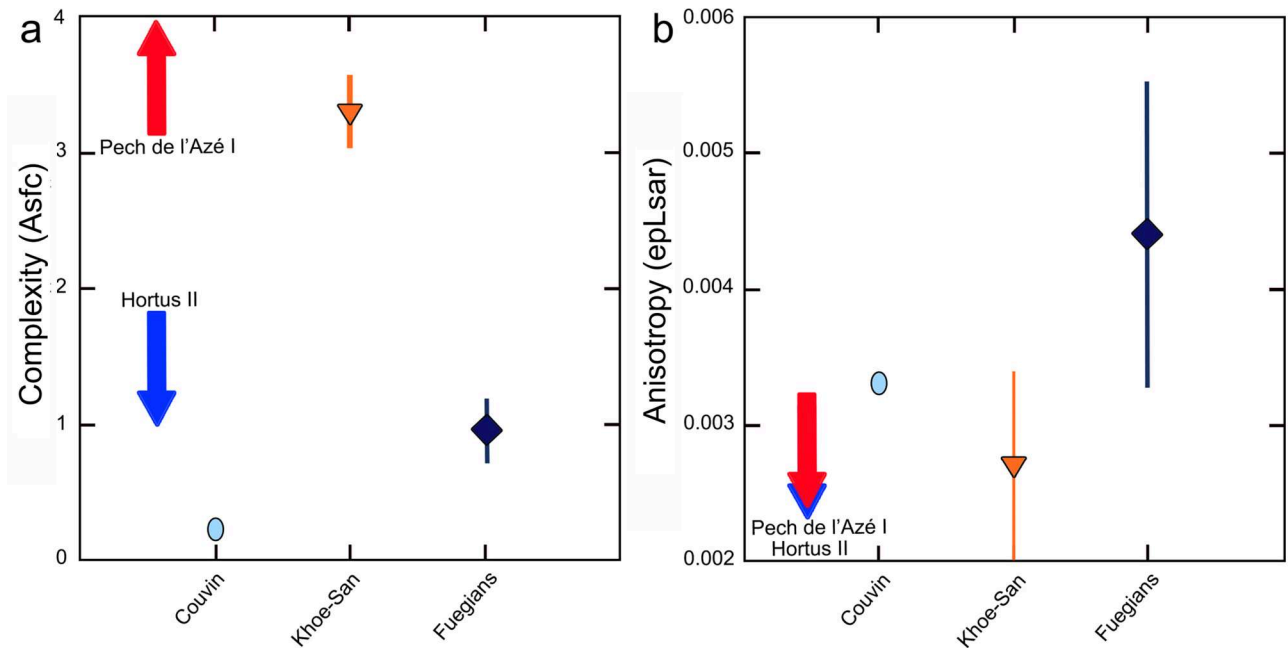 a
Complexity (Asfc)
4
3
2
1
0
Pech de l'Azé I
Hortus II
Couvin
Khoe-San
Fuegians
b
Anisotropy (epLsar)
0.006
0.005
0.004
0.003
0.002
Pech de l'Azé I
Hortus II
Couvin
Khoe-San
Fuegians